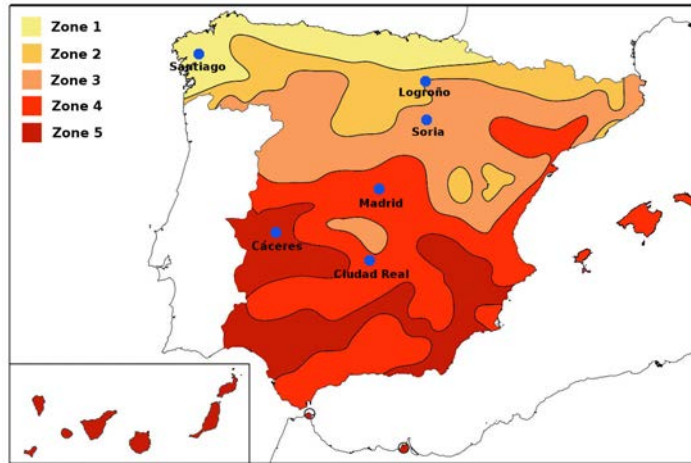 Zone 1
Zone 2
Zone 3
Zone 4
Zone 5
Santiago
Logroño
Soria
Madrid
Cáceres
Ciudad Real